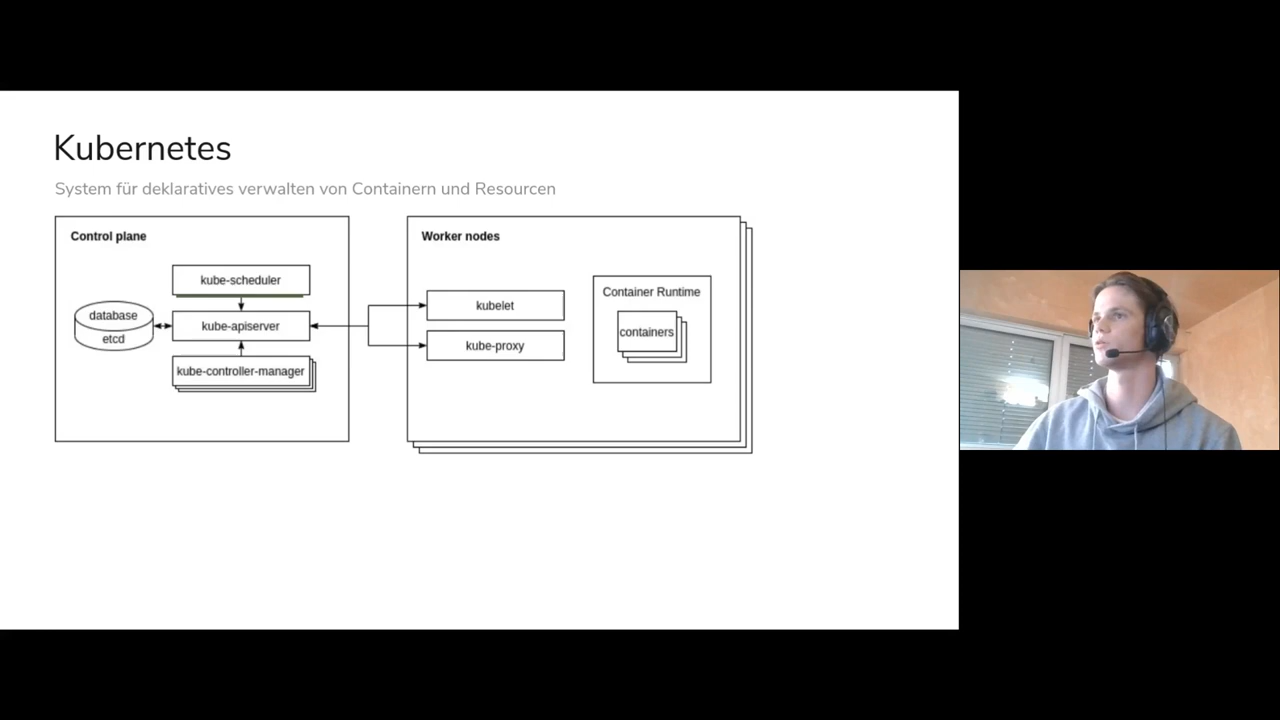 Kubernetes
System für deklaratives verwalten von Containern und Resourcen
Control plane
kube-scheduler
database
etcd
kube-apiserver
kube-controller-manager
Worker nodes
kubelet
kube-proxy
Container Runtime
containers